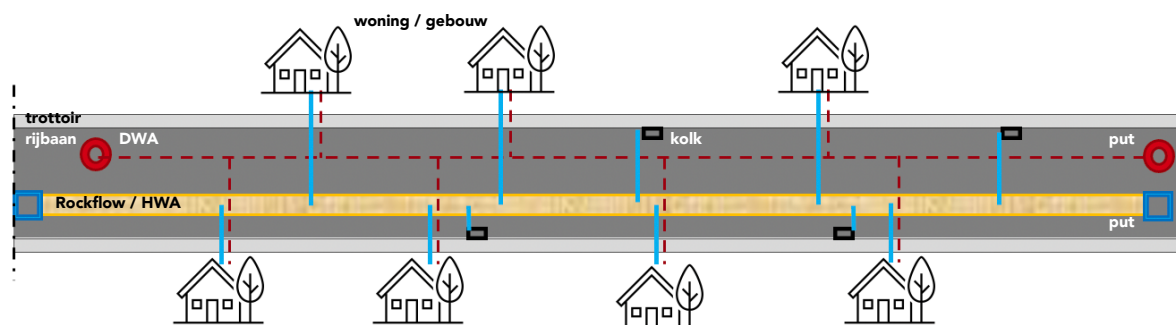 woning / gebouw
trottoir
rijbaan
DWA
kolk
put
Rockflow / HWA
put